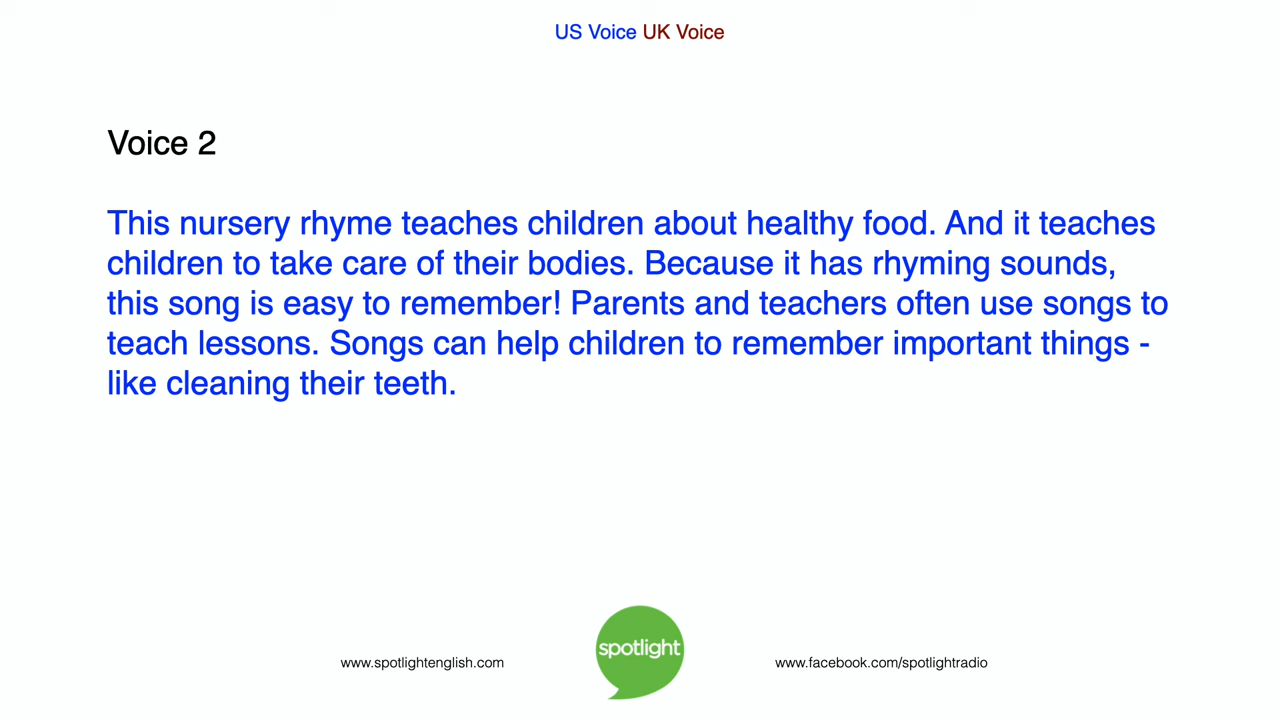 US Voice UK Voice
Voice 2
This nursery rhyme teaches children about healthy food. And it teaches
children to take care of their bodies. Because it has rhyming sounds,
this song is easy to remember! Parents and teachers often use songs to
teach lessons. Songs can help children to remember important things -
like cleaning their teeth.
www.spotlightenglish.com
spotlight
www.facebook.com/spotlightradio